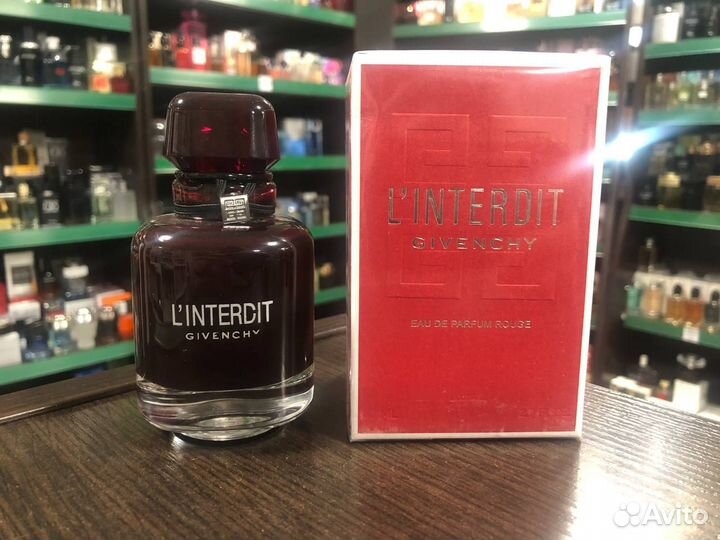 L'INTERDIT
GIVENCHY
L'INTERDIT
GIVENCHY
EAU DE PARFUM ROUGE
Avito